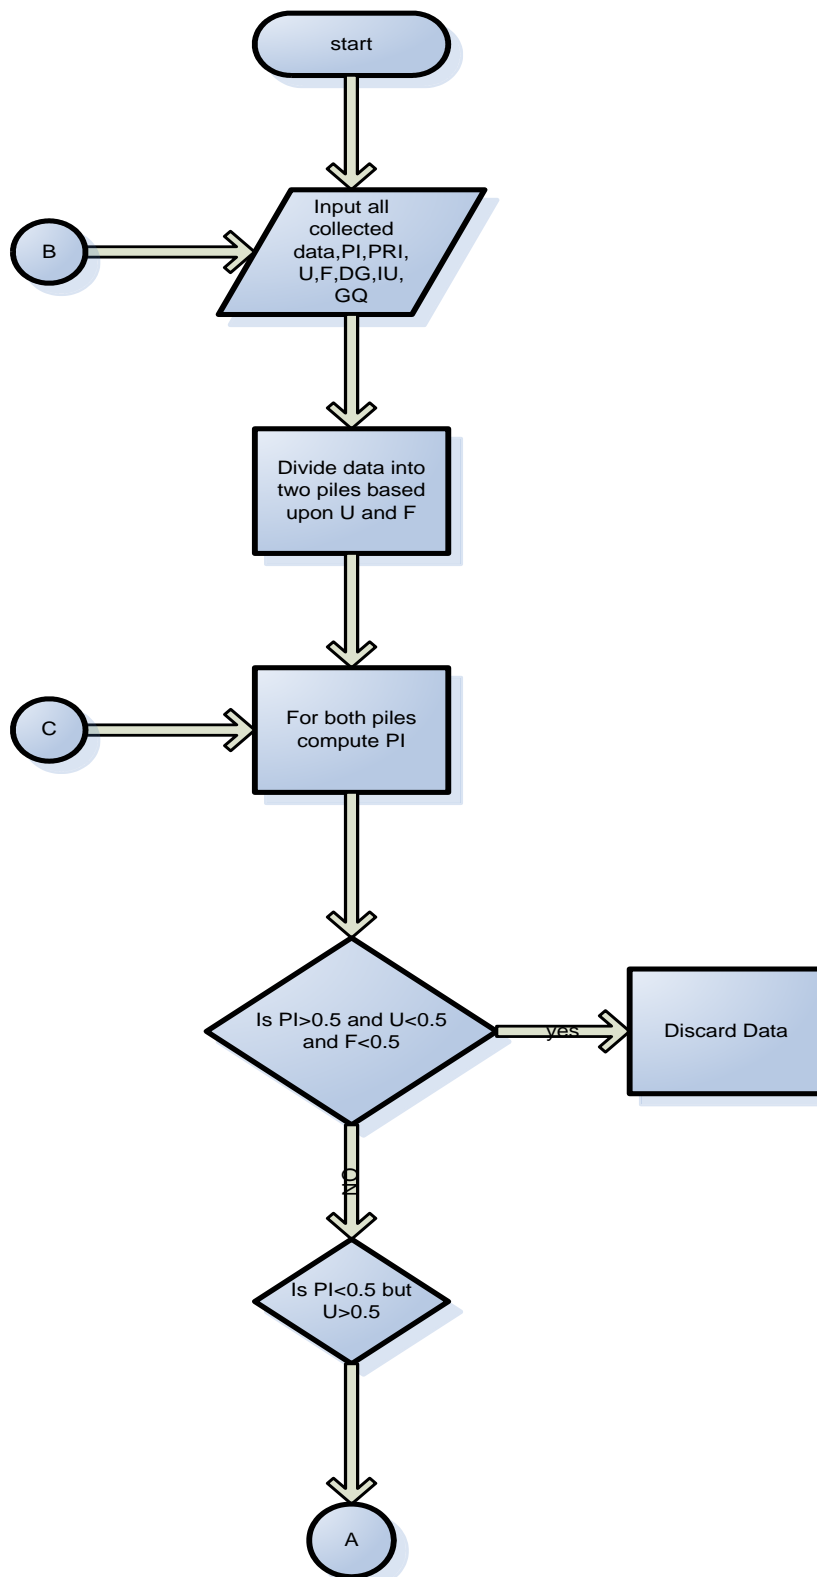 start
Input all
collected
data,PI,PRI,
U,F,DG,IU,
GQ
B
Divide data into
two piles based
upon U and F
For both piles
compute PI
C
Is PI>0.5 and U<0.5
and F<0.5
yes
Discard Data
NO
Is PI<0.5 but
U>0.5
A